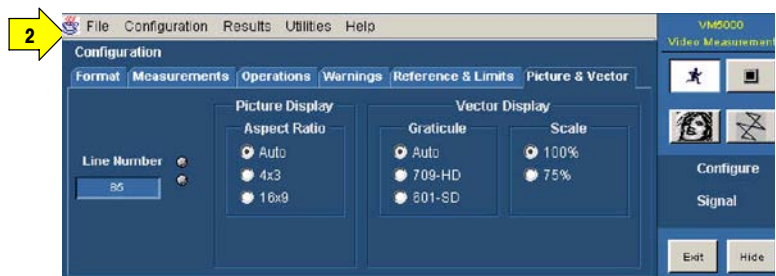 2
File Configuration Results Utilities Help
VM5000
Video Measurement
Configuration
Format Measurements Operations Warnings Reference & Limits Picture & Vector
Picture Display
Vector Display
Aspect Ratio
Graticule
Scale
Line Number
85
Auto
4x3
16x9
Auto
709-HD
601-SD
100%
75%
Configure
Signal
Exit Hide